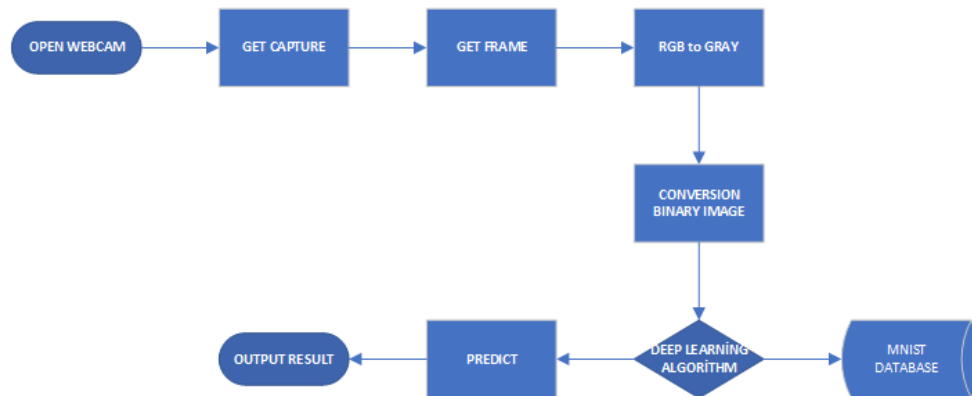 OPEN WEBCAM
GET CAPTURE
GET FRAME
RGB to GRAY
CONVERSION
BINARY IMAGE
OUTPUT RESULT
PREDICT
DEEP LEARNİNG
ALGORİTHM
MNIST
DATABASE